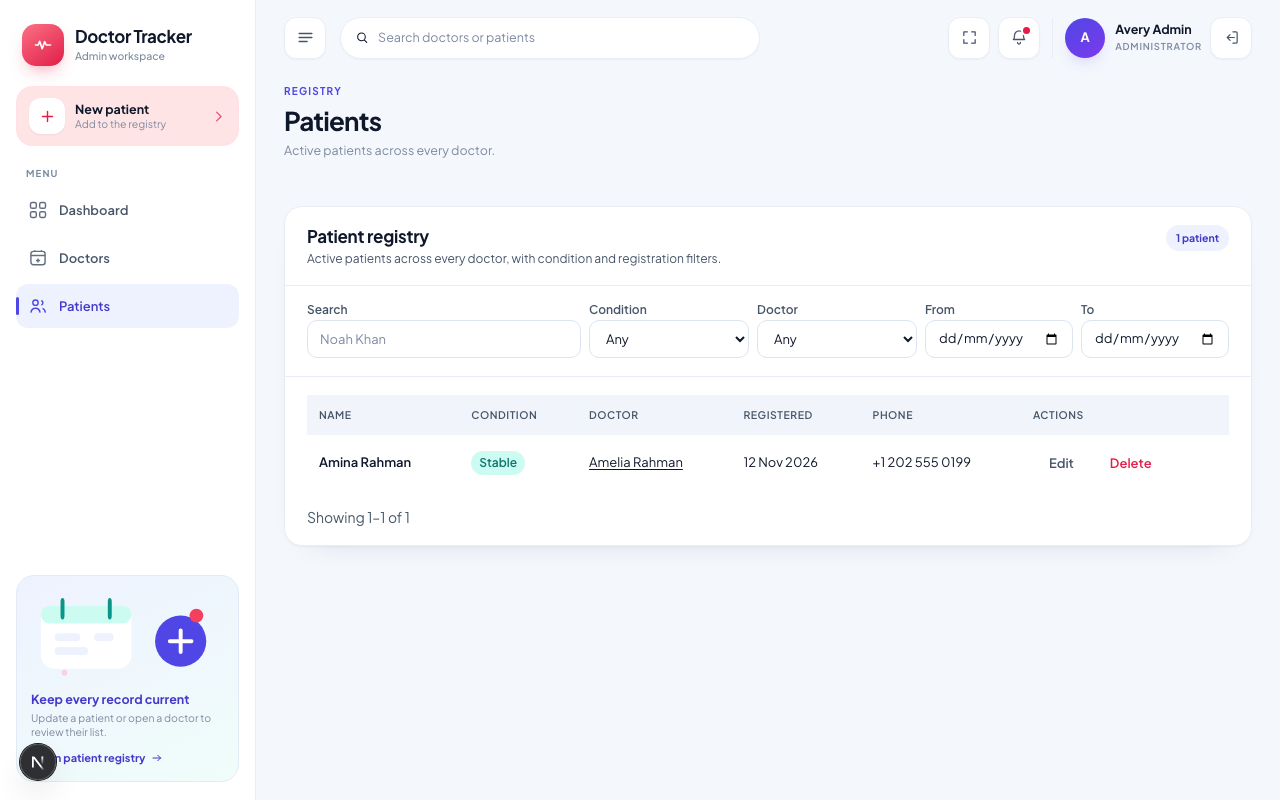 Doctor Tracker
Admin workspace
New patient
Add to the registry
MENU
Dashboard
Doctors
Patients
Keep every record current
Update a patient or open a doctor to
review their list.
patient registry
N
Search doctors or patients
A
Avery Admin
ADMINISTRATOR
REGISTRY
Patients
Active patients across every doctor.
Patient registry
Active patients across every doctor, with condition and registration filters.
1 patient
Search Condition Doctor From To
Noah Khan Any Any dd/mm/yyyy dd/mm/yyyy
NAME CONDITION DOCTOR REGISTERED PHONE ACTIONS
Amina Rahman Stable Amelia Rahman 12 Nov 2026 +1 202 555 0199 Edit Delete
Showing 1–1 of 1